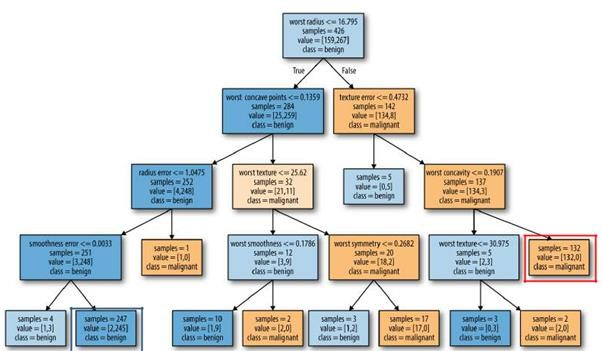 worst radius <= 16.795
samples = 426
value = [159,267]
class = benign
True
False
worst concave points <= 0.1359
samples = 284
value = [25,259]
class = benign
texture error <= 0.4732
samples = 142
value = [134,8]
class = malignant
radius error <= 1.0475
samples = 252
value = [4,248]
class = benign
worst texture <= 25.62
samples = 32
value = [21,11]
class = malignant
samples = 5
value = [0,5]
class = benign
worst concavity <= 0.1907
samples = 137
value = [134,3]
class = malignant
smoothness error <= 0.0033
samples = 251
value = [3,248]
class = benign
samples = 1
value = [1,0]
class = malignant
worst smoothness <= 0.1786
samples = 12
value = [3,9]
class = benign
worst symmetry <= 0.2682
samples = 20
value = [18,2]
class = malignant
worst texture <= 30.975
samples = 5
value = [2,3]
class = benign
samples = 132
value = [132,0]
class = malignant
samples = 4
value = [1,3]
class = benign
samples = 247
value = [2,245]
class = benign
samples = 10
value = [1,9]
class = benign
samples = 2
value = [2,0]
class = malignant
samples = 3
value = [1,2]
class = benign
samples = 17
value = [17,0]
class = malignant
samples = 3
value = [0,3]
class = benign
samples = 2
value = [2,0]
class = malignant